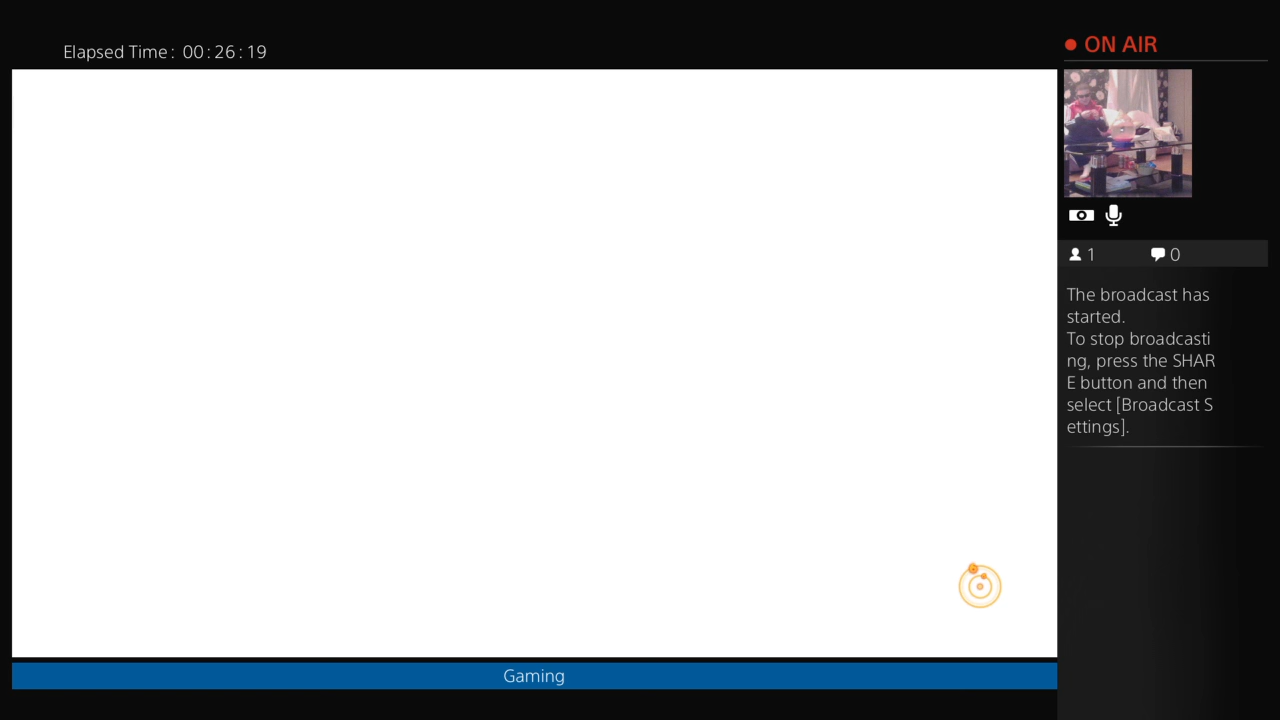 Elapsed Time: 00:26:19
ON AIR
1 0
The broadcast has
started.
To stop broadcasti
ng, press the SHAR
E button and then
select [Broadcast S
ettings].
Gaming